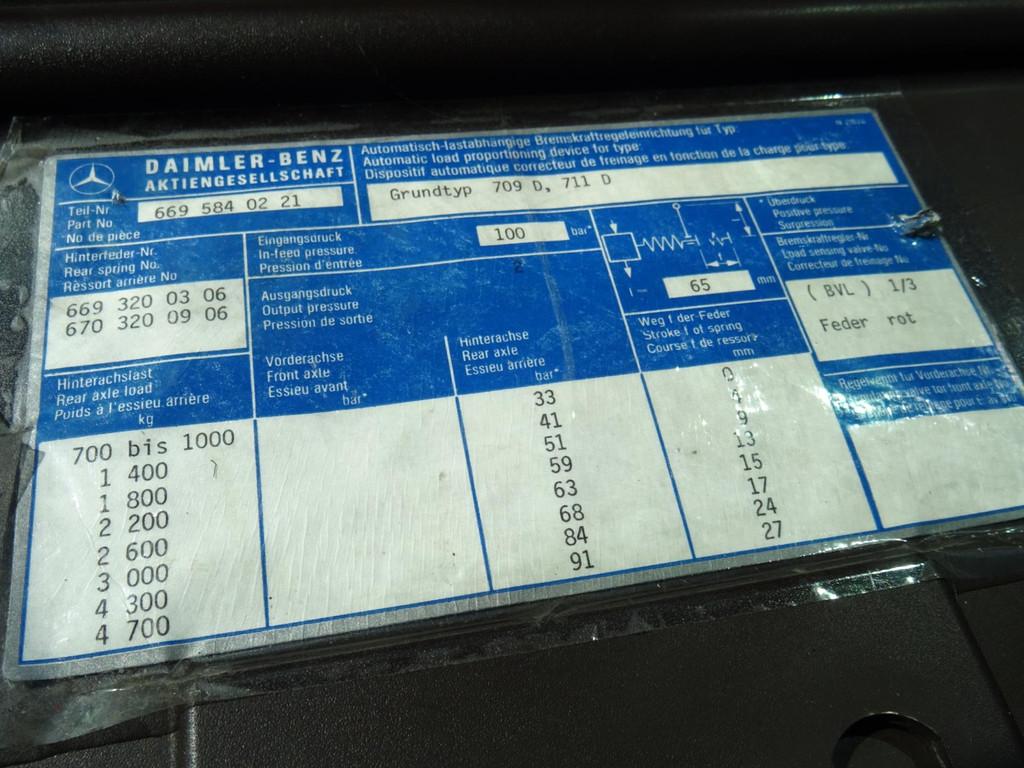 DAIMLER-BENZ
AKTIENGESELLSCHAFT
Automatisch-lastabhängige Bremskraftregeleinrichtung für Typ:
Automatic load proportioning device for type:
Dispositif automatique correcteur de freinage en fonction de la charge pour type:
Grundtyp 709 D, 711 D
Teil-Nr.
Part No.
No de pièce
669 584 02 21
Hinterfeder-Nr.
Rear spring No.
Ressort arrière No
669 320 03 06
670 320 09 06
Eingangsdruck
In-feed pressure
Pression d'entrée
100
bar*
Ausgangsdruck
Output pressure
Pression de sortie
65
mm
* Überdruck
Positive pressure
Surpression
Bremskraftregler-Nr.
Load sensing valve-No
Correcteur de freinage No
( BVL ) 1/3
Feder rot
Hinterachslast
Rear axle load
Poids à l'essieu arrière
kg
Vorderachse
Front axle
Essieu avant
bar*
Hinterachse
Rear axle
Essieu arrière
bar*
Weg f der Feder
Stroke f of spring
Course f de ressort
mm
Regelventil für Vorderachse Nr.
700 bis 1000 33 0
1 400 41 4
1 800 51 9
2 200 59 13
2 600 63 15
3 000 68 17
4 300 84 24
4 700 91 27